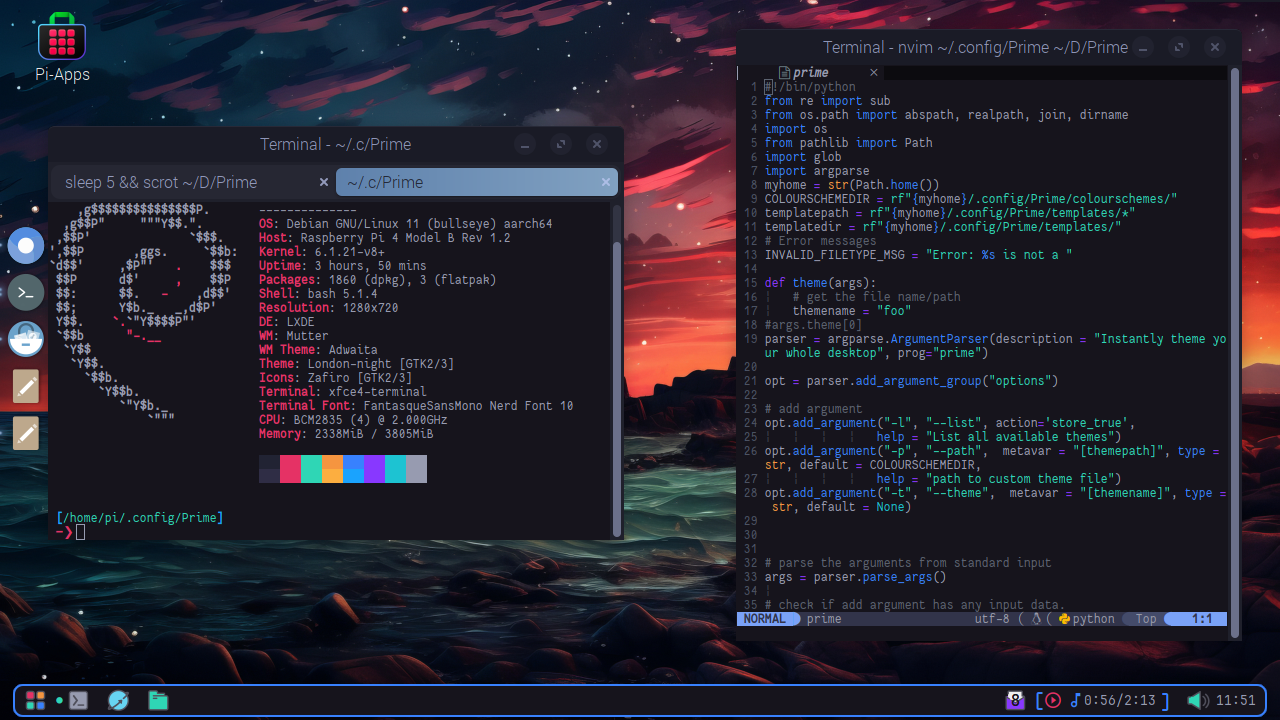 Pi-Apps
Terminal - ~/.c/Prime
sleep 5 && scrot ~/D/Prime
~/.c/Prime
,g$$$$$$$$$$$$$$$P.
,g$$P" """Y$$.".
,$$P' `$$$.
',$$P ,ggs. `$$b:
`d$$' ,$P"' . $$$
$$P d$' , $$P
$$: $$. - ,d$$'
$$; Y$b._ _,d$P'
Y$$. `.`"Y$$$$P"'
`$$b "-.__
`Y$$
`Y$$.
`$$b.
`Y$$b.
`"Y$b._
`"""
--------------
OS: Debian GNU/Linux 11 (bullseye) aarch64
Host: Raspberry Pi 4 Model B Rev 1.2
Kernel: 6.1.21-v8+
Uptime: 3 hours, 50 mins
Packages: 1860 (dpkg), 3 (flatpak)
Shell: bash 5.1.4
Resolution: 1280x720
DE: LXDE
WM: Mutter
WM Theme: Adwaita
Theme: London-night [GTK2/3]
Icons: Zafiro [GTK2/3]
Terminal: xfce4-terminal
Terminal Font: FantasqueSansMono Nerd Font 10
CPU: BCM2835 (4) @ 2.000GHz
Memory: 2338MiB / 3805MiB
[/home/pi/.config/Prime]
~❯
Terminal - nvim ~/.config/Prime ~/D/Prime
prime
1 #!/bin/python
2 from re import sub
3 from os.path import abspath, realpath, join, dirname
4 import os
5 from pathlib import Path
6 import glob
7 import argparse
8 myhome = str(Path.home())
9 COLOURSCHEMEDIR = rf"{myhome}/.config/Prime/colourschemes/"
10 templatepath = rf"{myhome}/.config/Prime/templates/*"
11 templatedir = rf"{myhome}/.config/Prime/templates/"
12 # Error messages
13 INVALID_FILETYPE_MSG = "Error: %s is not a "
14
15 def theme(args):
16 # get the file name/path
17 themename = "foo"
18 #args.theme[0]
19 parser = argparse.ArgumentParser(description = "Instantly theme yo
ur whole desktop", prog="prime")
20
21 opt = parser.add_argument_group("options")
22
23 # add argument
24 opt.add_argument("-l", "--list", action='store_true',
25 help = "List all available themes")
26 opt.add_argument("-p", "--path", metavar = "[themepath]", type =
str, default = COLOURSCHEMEDIR,
27 help = "path to custom theme file")
28 opt.add_argument("-t", "--theme", metavar = "[themename]", type =
str, default = None)
29
30
31
32 # parse the arguments from standard input
33 args = parser.parse_args()
34
35 # check if add argument has any input data.
NORMAL prime utf-8 ( ( python Top 1:1
8 [ 0:56/2:13 ] 11:51